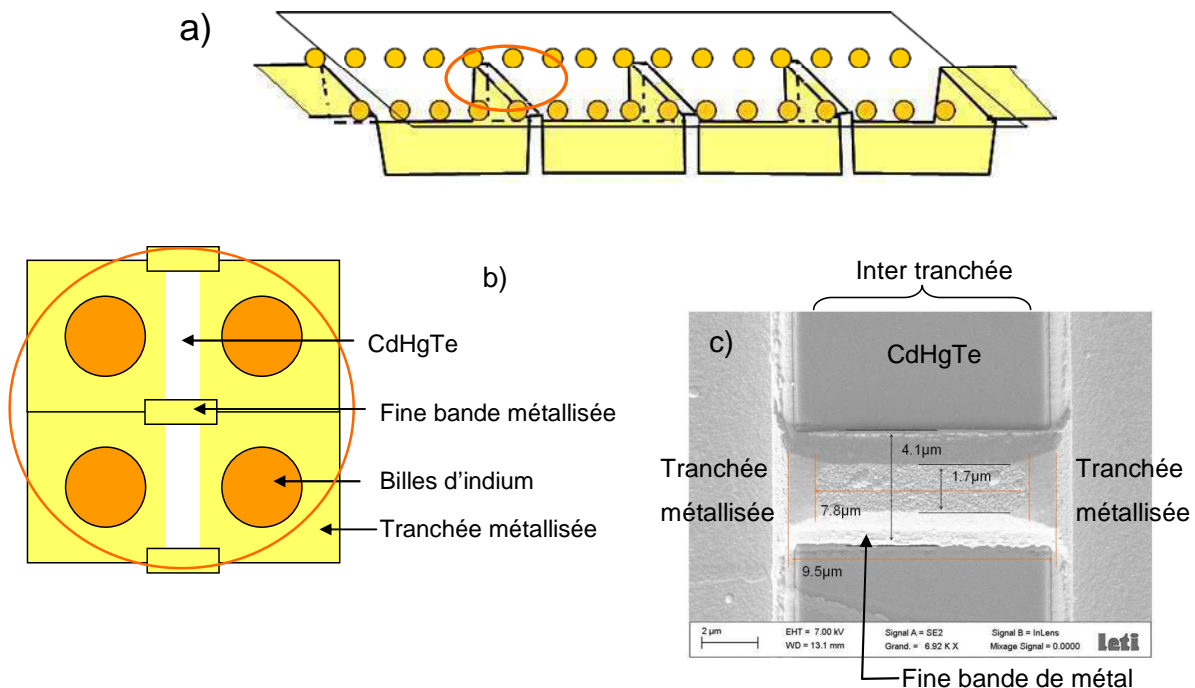 a)
b)
CdHgTe
Fine bande métallisée
Billes d'indium
Tranchée métallisée
Inter tranchée
c)
CdHgTe
4.1µm
1.7µm
7.8µm
9.5µm
Tranchée
métallisée
Tranchée
métallisée
2 µm
EHT = 7.00 kV
WD = 13.1 mm
Signal A = SE2
Grand. = 6.92 K X
Signal B = InLens
Mixage Signal = 0.0000
leti
Fine bande de métal